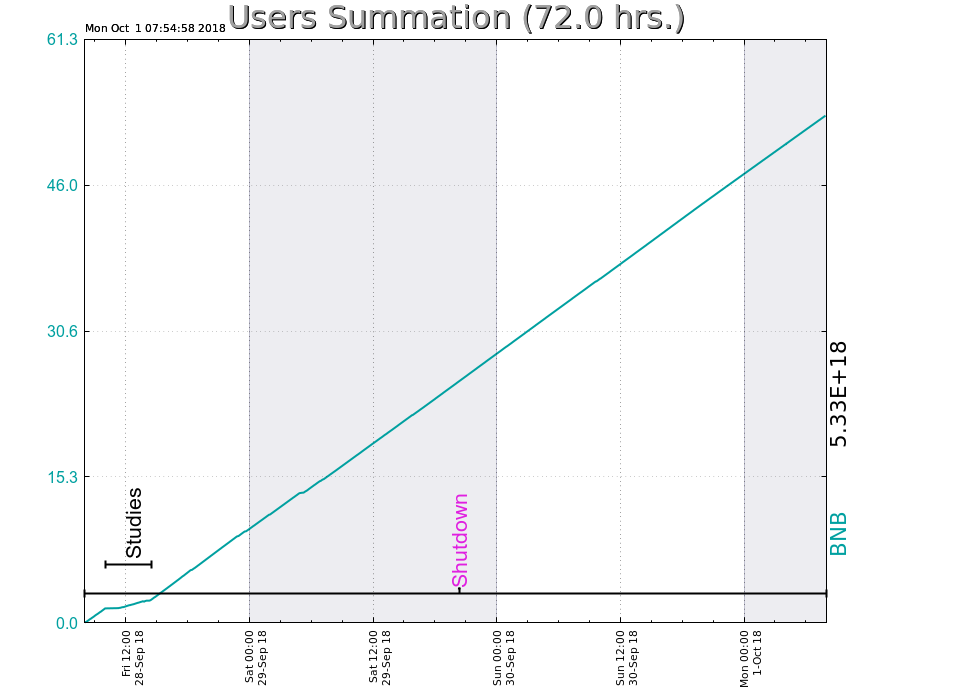 Users Summation (72.0 hrs.)
Mon Oct 1 07:54:58 2018
61.3
46.0
30.6
15.3
0.0
Studies
Shutdown
5.33E+18
BNB
Fri 12:00
28-Sep 18
Sat 00:00
29-Sep 18
Sat 12:00
29-Sep 18
Sun 00:00
30-Sep 18
Sun 12:00
30-Sep 18
Mon 00:00
1-Oct 18